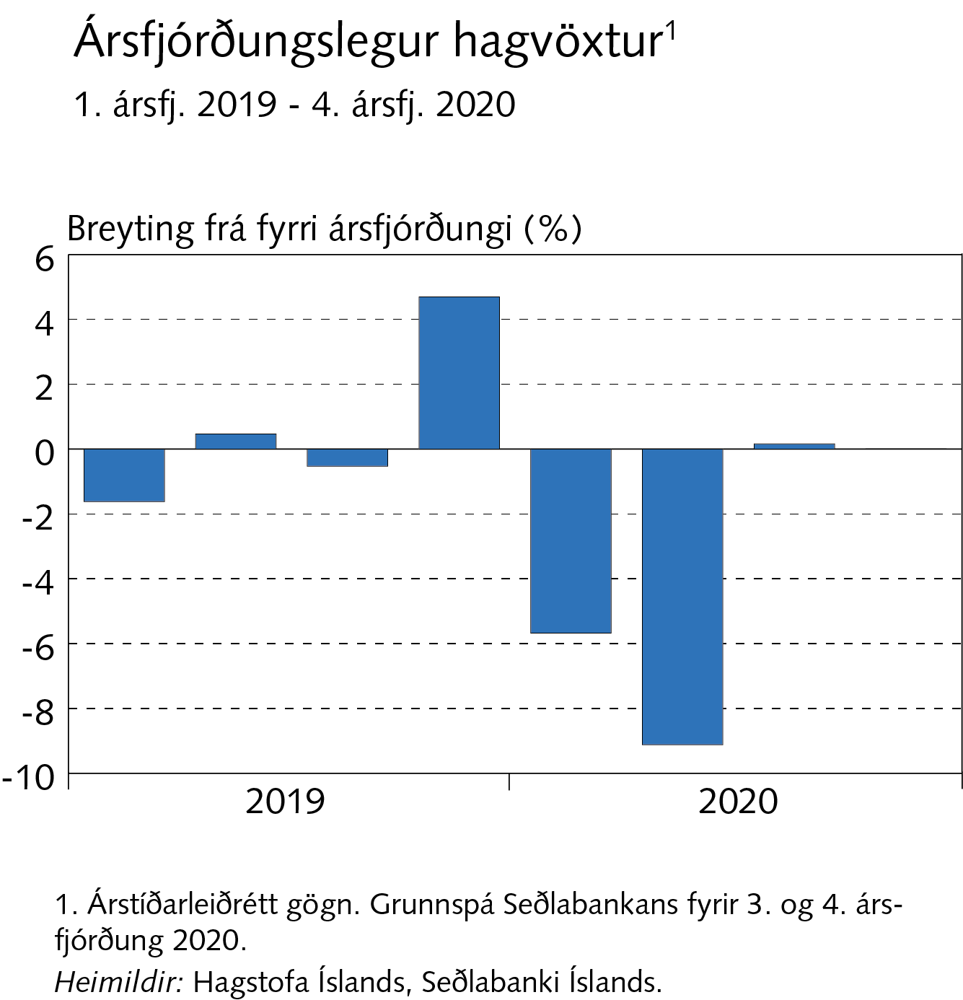 Ársfjórðungslegur hagvöxtur¹
1. ársfj. 2019 - 4. ársfj. 2020
Breyting frá fyrri ársfjórðungi (%)
6
4
2
0
-2
-4
-6
-8
-10
2019 2020
1. Árstíðarleiðrétt gögn. Grunnspá Seðlabankans fyrir 3. og 4. árs-
fjórðung 2020.
Heimildir: Hagstofa Íslands, Seðlabanki Íslands.